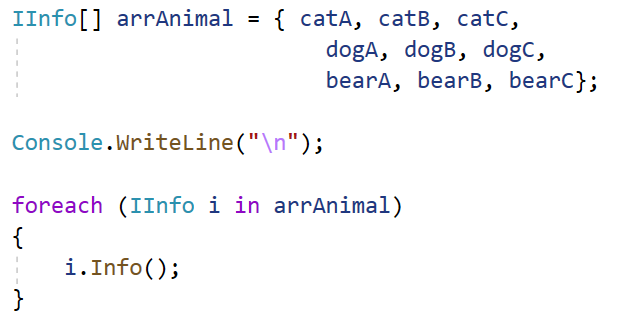 IInfo[] arrAnimal = { catA, catB, catC,
dogA, dogB, dogC,
bearA, bearB, bearC};
Console.WriteLine("\n");
foreach (IInfo i in arrAnimal)
{
i.Info();
}